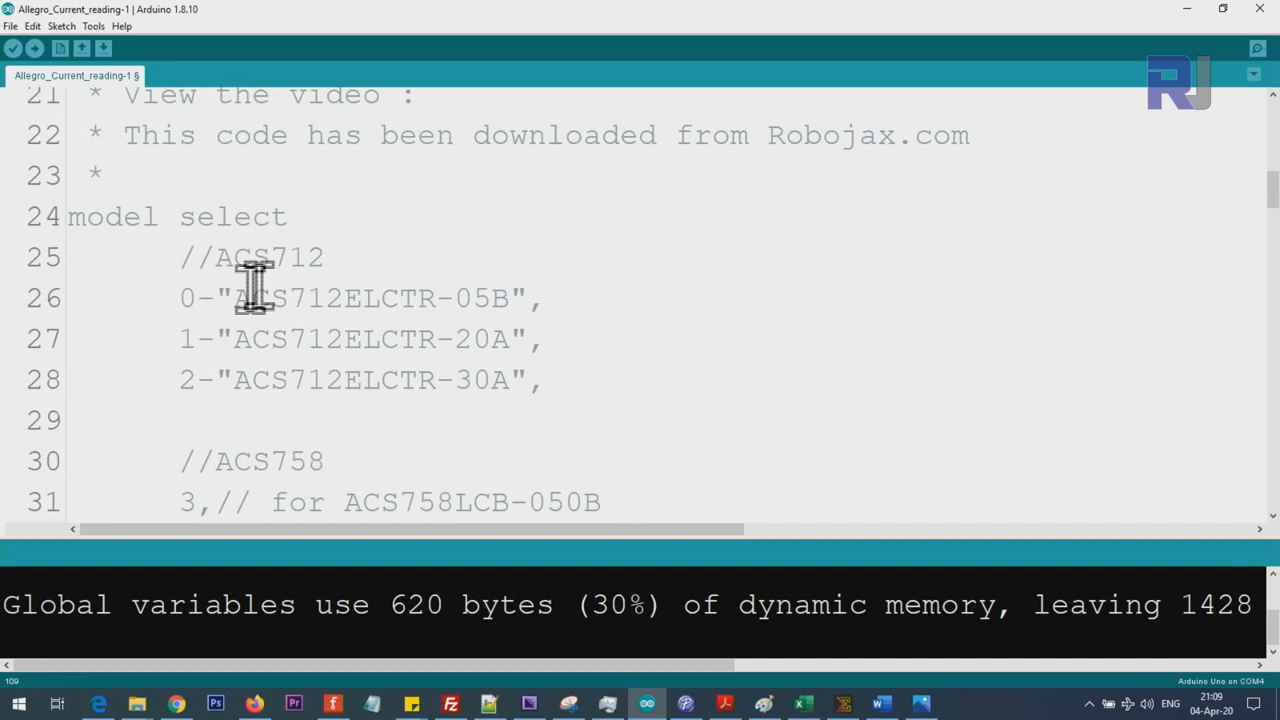 Allegro_Current_reading-1 | Arduino 1.8.10
File Edit Sketch Tools Help
Allegro_Current_reading-1 §
RJ
21 * View the video :
22 * This code has been downloaded from Robojax.com
23 *
24 model select
25 //ACS712
26 0-"ACS712ELCTR-05B",
27 1-"ACS712ELCTR-20A",
28 2-"ACS712ELCTR-30A",
29
30 //ACS758
31 3,// for ACS758LCB-050B
Global variables use 620 bytes (30%) of dynamic memory, leaving 1428
109
Arduino Uno on COM4
ENG
21:09
04-Apr-20